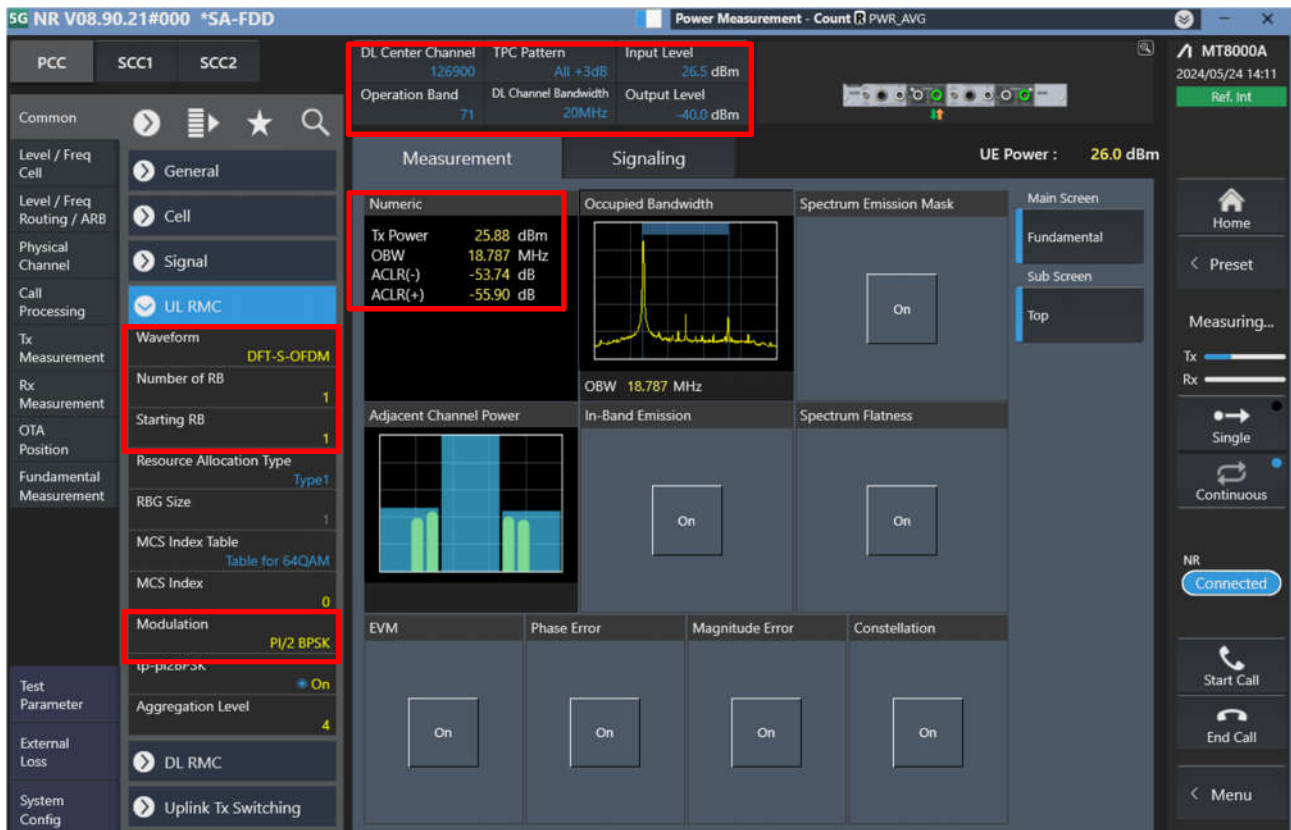 5G NR V08.90.21#000 *SA-FDD
Power Measurement - Count R PWR_AVG
PCC SCC1 SCC2
DL Center Channel TPC Pattern Input Level
126900 All +3dB 26.5 dBm
Operation Band DL Channel Bandwidth Output Level
71 20MHz -40.0 dBm
MT8000A
2024/05/24 14:11
Ref. Int
Common
Level / Freq
Cell
Level / Freq
Routing / ARB
Physical
Channel
Call
Processing
Tx
Measurement
Rx
Measurement
OTA
Position
Fundamental
Measurement
Test
Parameter
External
Loss
System
Config
General
Cell
Signal
UL RMC
Waveform
DFT-S-OFDM
Number of RB
1
Starting RB
1
Resource Allocation Type
Type1
RBG Size
1
MCS Index Table
Table for 64QAM
MCS Index
0
Modulation
PI/2 BPSK
tp-pi2BPSK
On
Aggregation Level
4
DL RMC
Uplink Tx Switching
Measurement Signaling
UE Power : 26.0 dBm
Numeric
Tx Power 25.88 dBm
OBW 18.787 MHz
ACLR(-) -53.74 dB
ACLR(+) -55.90 dB
Occupied Bandwidth
OBW 18.787 MHz
Spectrum Emission Mask
On
Adjacent Channel Power
In-Band Emission
On
Spectrum Flatness
On
EVM
On
Phase Error
On
Magnitude Error
On
Constellation
On
Main Screen
Fundamental
Sub Screen
Top
Home
Preset
Measuring...
Tx
Rx
Single
Continuous
NR
Connected
Start Call
End Call
Menu